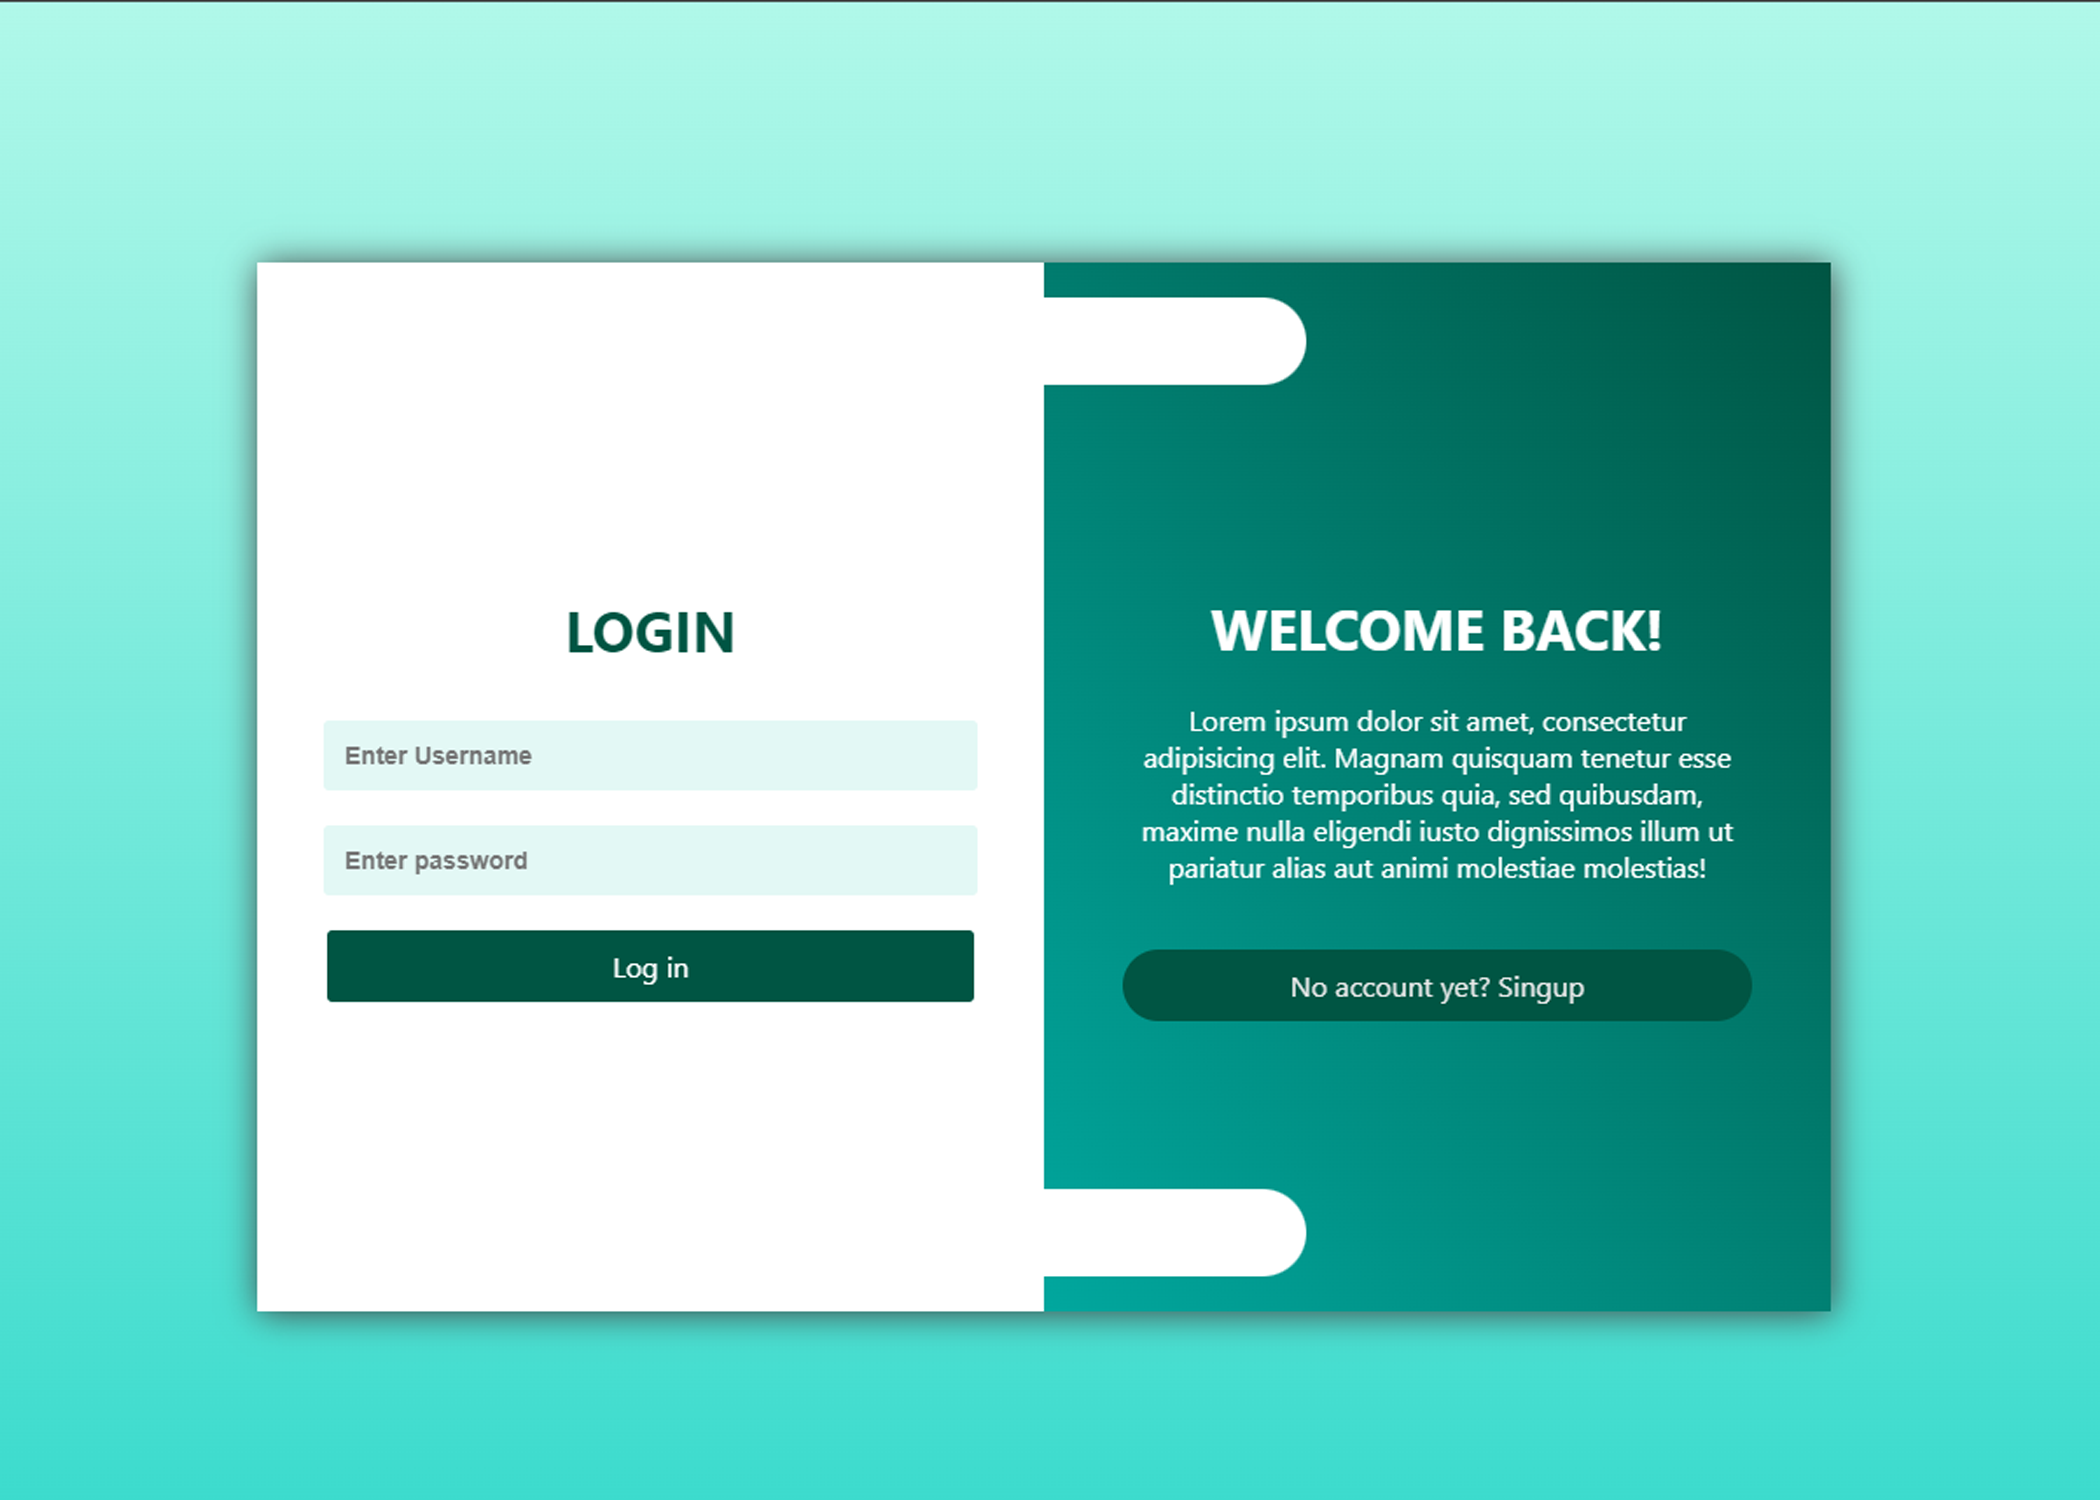 LOGIN
Enter Username
Enter password
Log in
WELCOME BACK!
Lorem ipsum dolor sit amet, consectetur
adipisicing elit. Magnam quisquam tenetur esse
distinctio temporibus quia, sed quibusdam,
maxime nulla eligendi iusto dignissimos illum ut
pariatur alias aut animi molestiae molestias!
No account yet? Singup